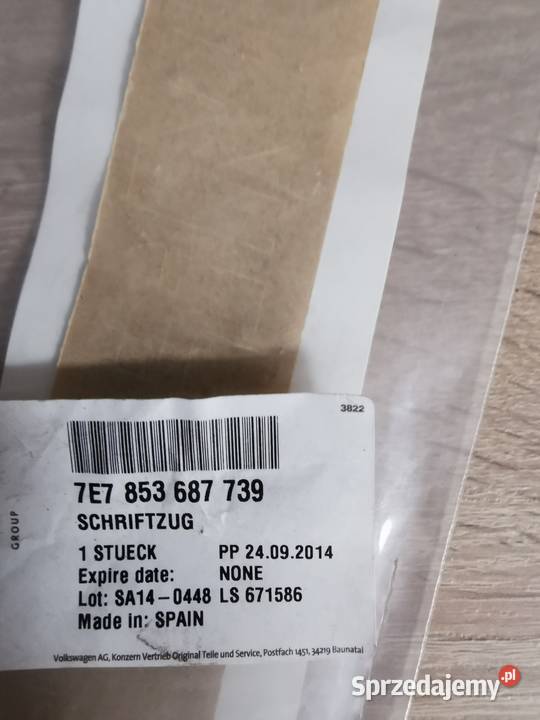 3822
7E7 853 687 739
SCHRIFTZUG
1 STUECK PP 24.09.2014
Expire date: NONE
Lot: SA14-0448 LS 671586
Made in: SPAIN
GROUP
Volkswagen AG, Konzern Vertrieb Original Teile und Service, Postfach 1451, 34219 Baunatal
Sprzedajemy.pl